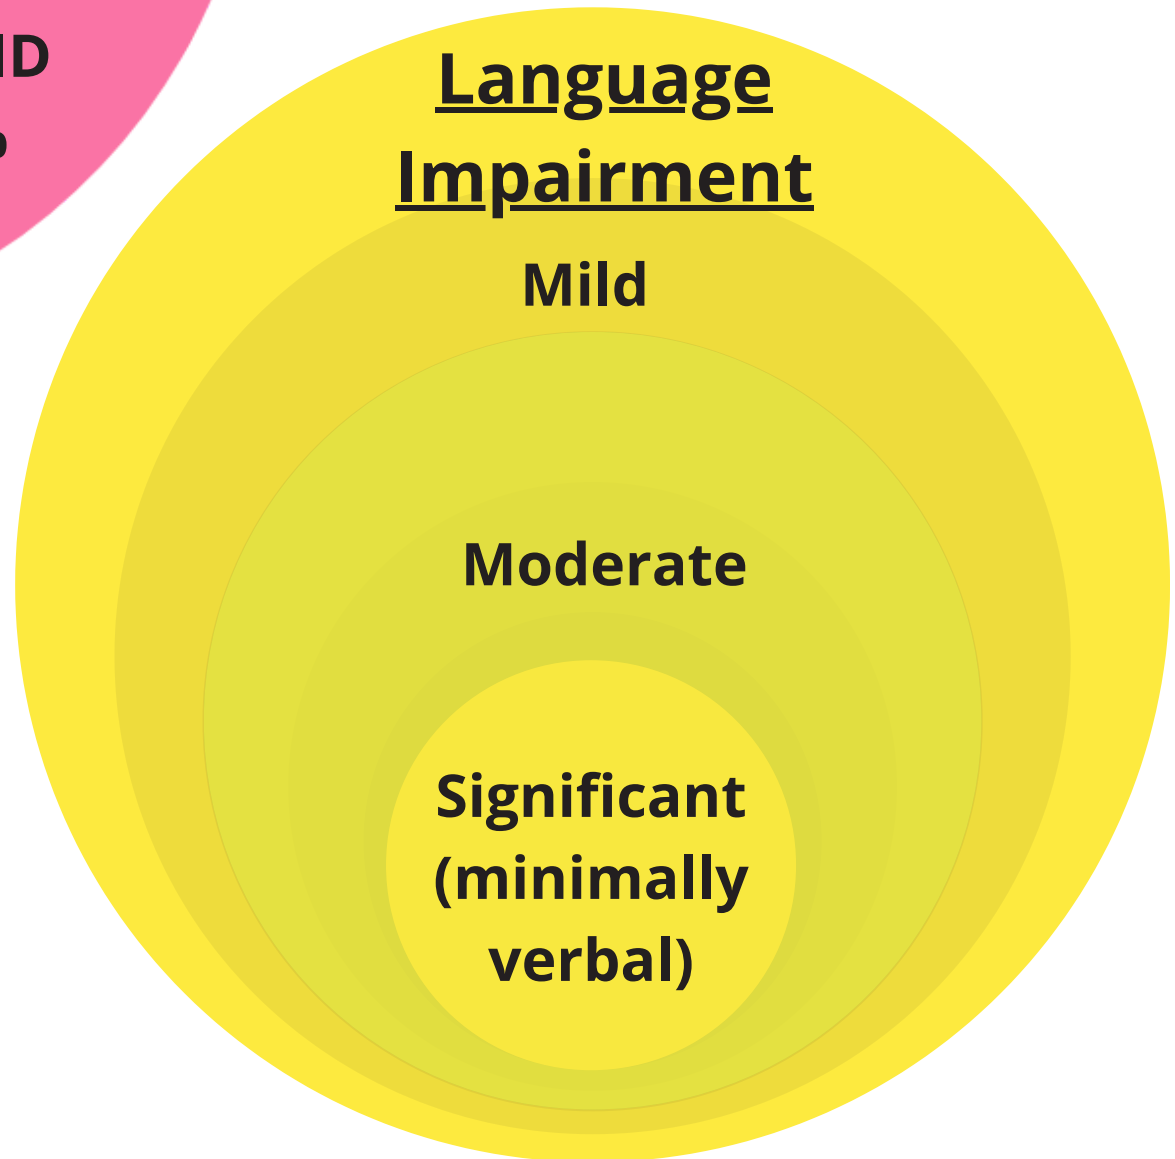 Language
Impairment
Mild
Moderate
Significant
(minimally
verbal)